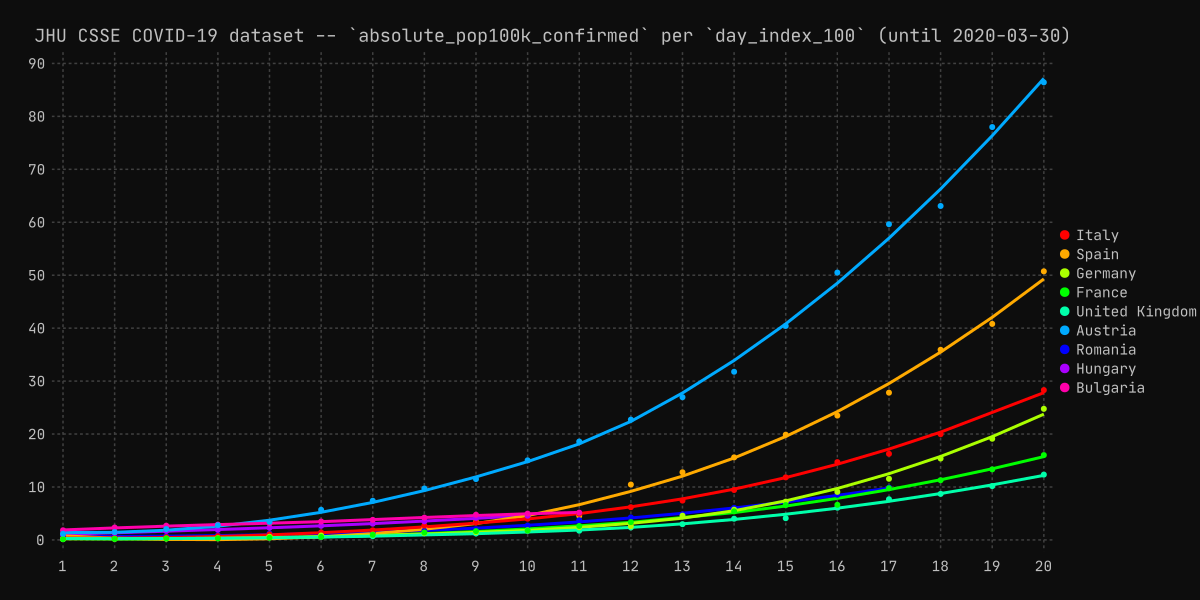 JHU CSSE COVID-19 dataset -- `absolute_pop100k_confirmed` per `day_index_100` (until 2020-03-30)
90
80
70
60
50
40
30
20
10
0
1 2 3 4 5 6 7 8 9 10 11 12 13 14 15 16 17 18 19 20
Italy
Spain
Germany
France
United Kingdom
Austria
Romania
Hungary
Bulgaria